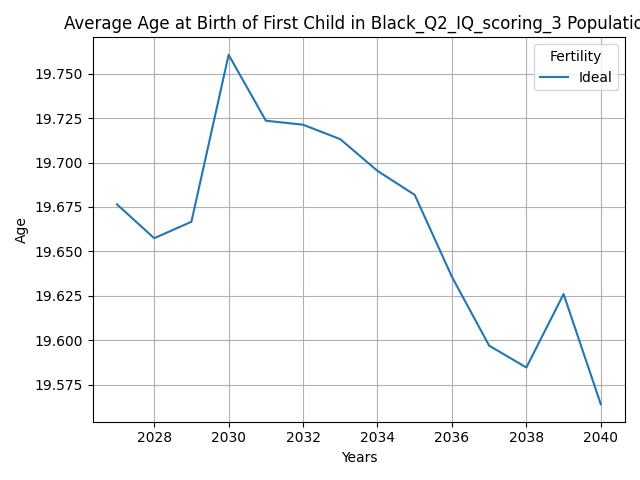 Average Age at Birth of First Child in Black_Q2_IQ_scoring_3 Populatio
Fertility
Ideal
19.750
19.725
19.700
19.675
19.650
19.625
19.600
19.575
Age
2028 2030 2032 2034 2036 2038 2040
Years